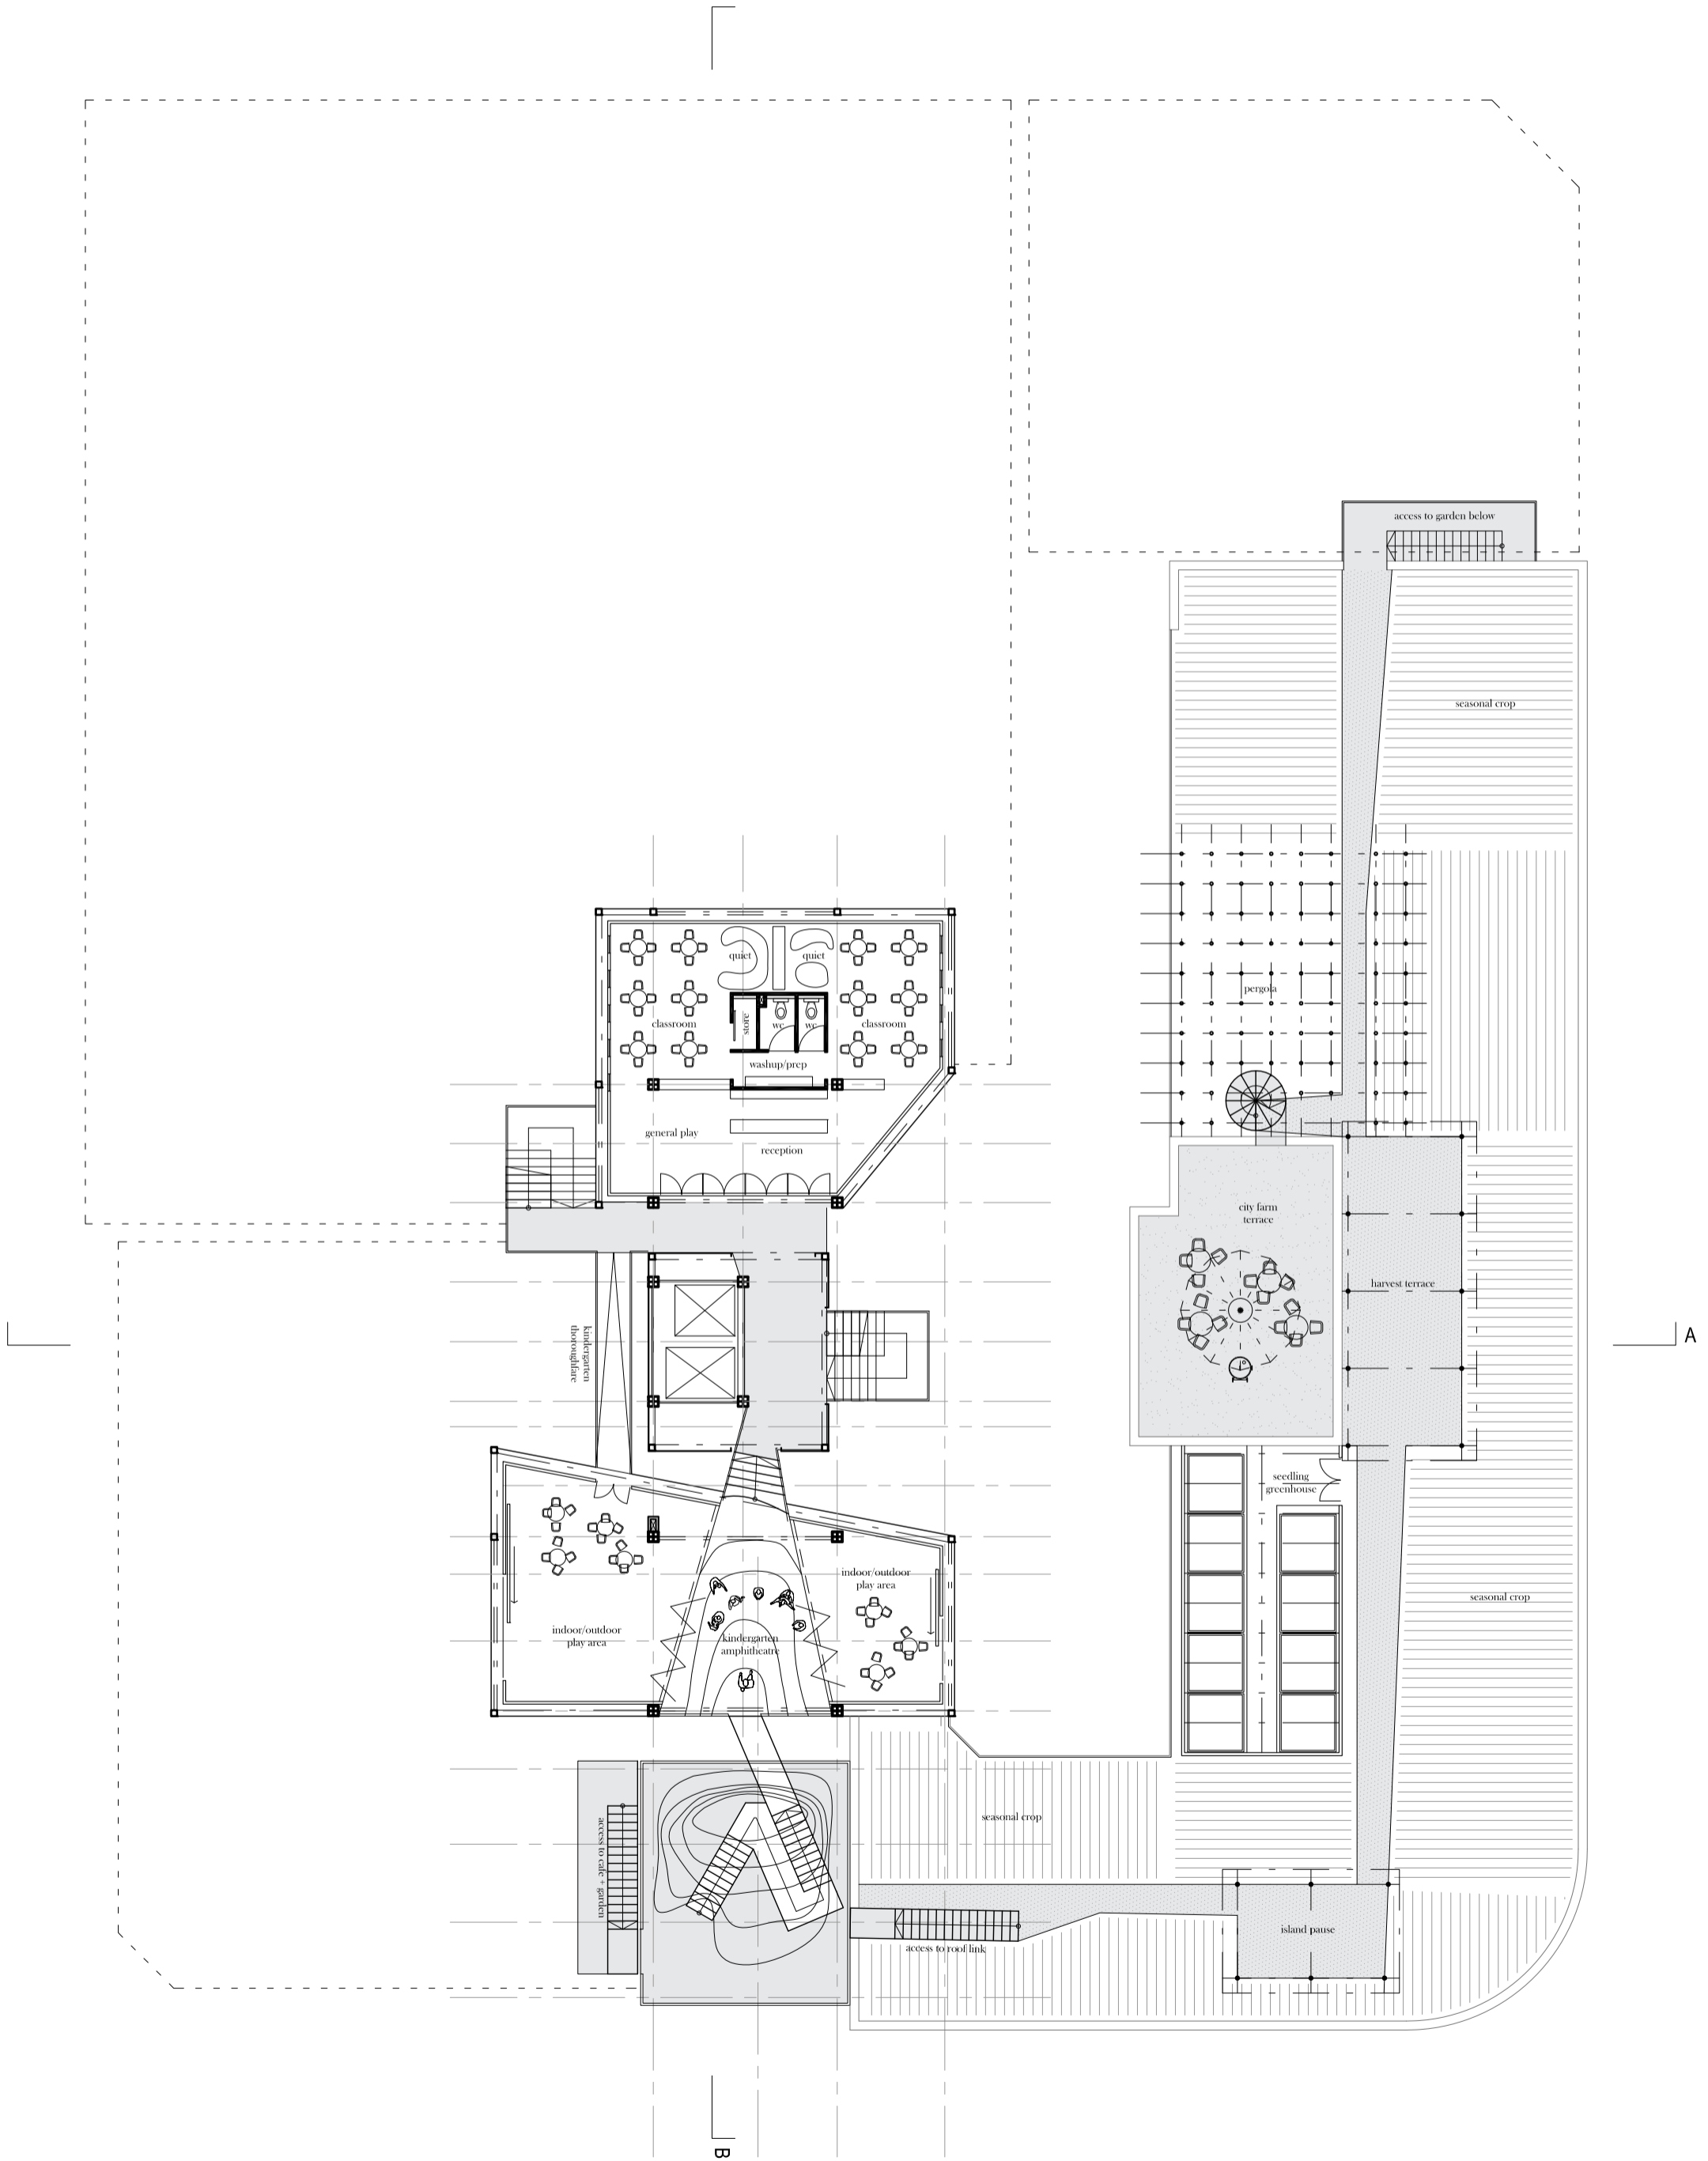 access to garden below
seasonal crop
quiet
quiet
pergola
classroom
store
wc
wc
classroom
washup/prep
general play
reception
city farm
terrace
harvest terrace
A
kindergarten
thoroughfare
seedling
greenhouse
indoor/outdoor
play area
seasonal crop
indoor/outdoor
play area
kindergarten
amphitheatre
seasonal crop
access to cafe + garden
island pause
access to roof link
B